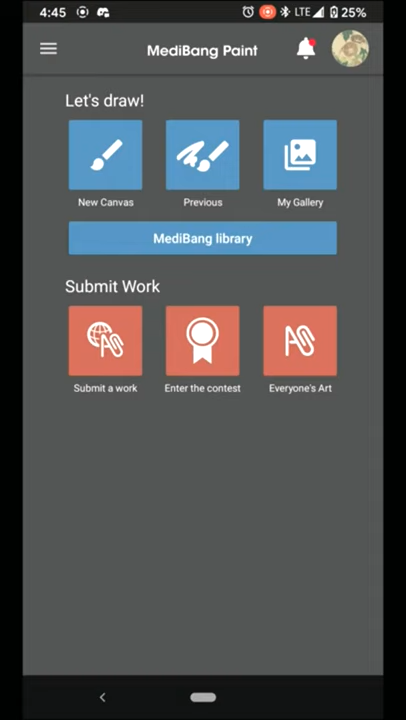 4:45 LTE 25%
MediBang Paint
Let's draw!
New Canvas Previous My Gallery
MediBang library
Submit Work
Submit a work Enter the contest Everyone's Art